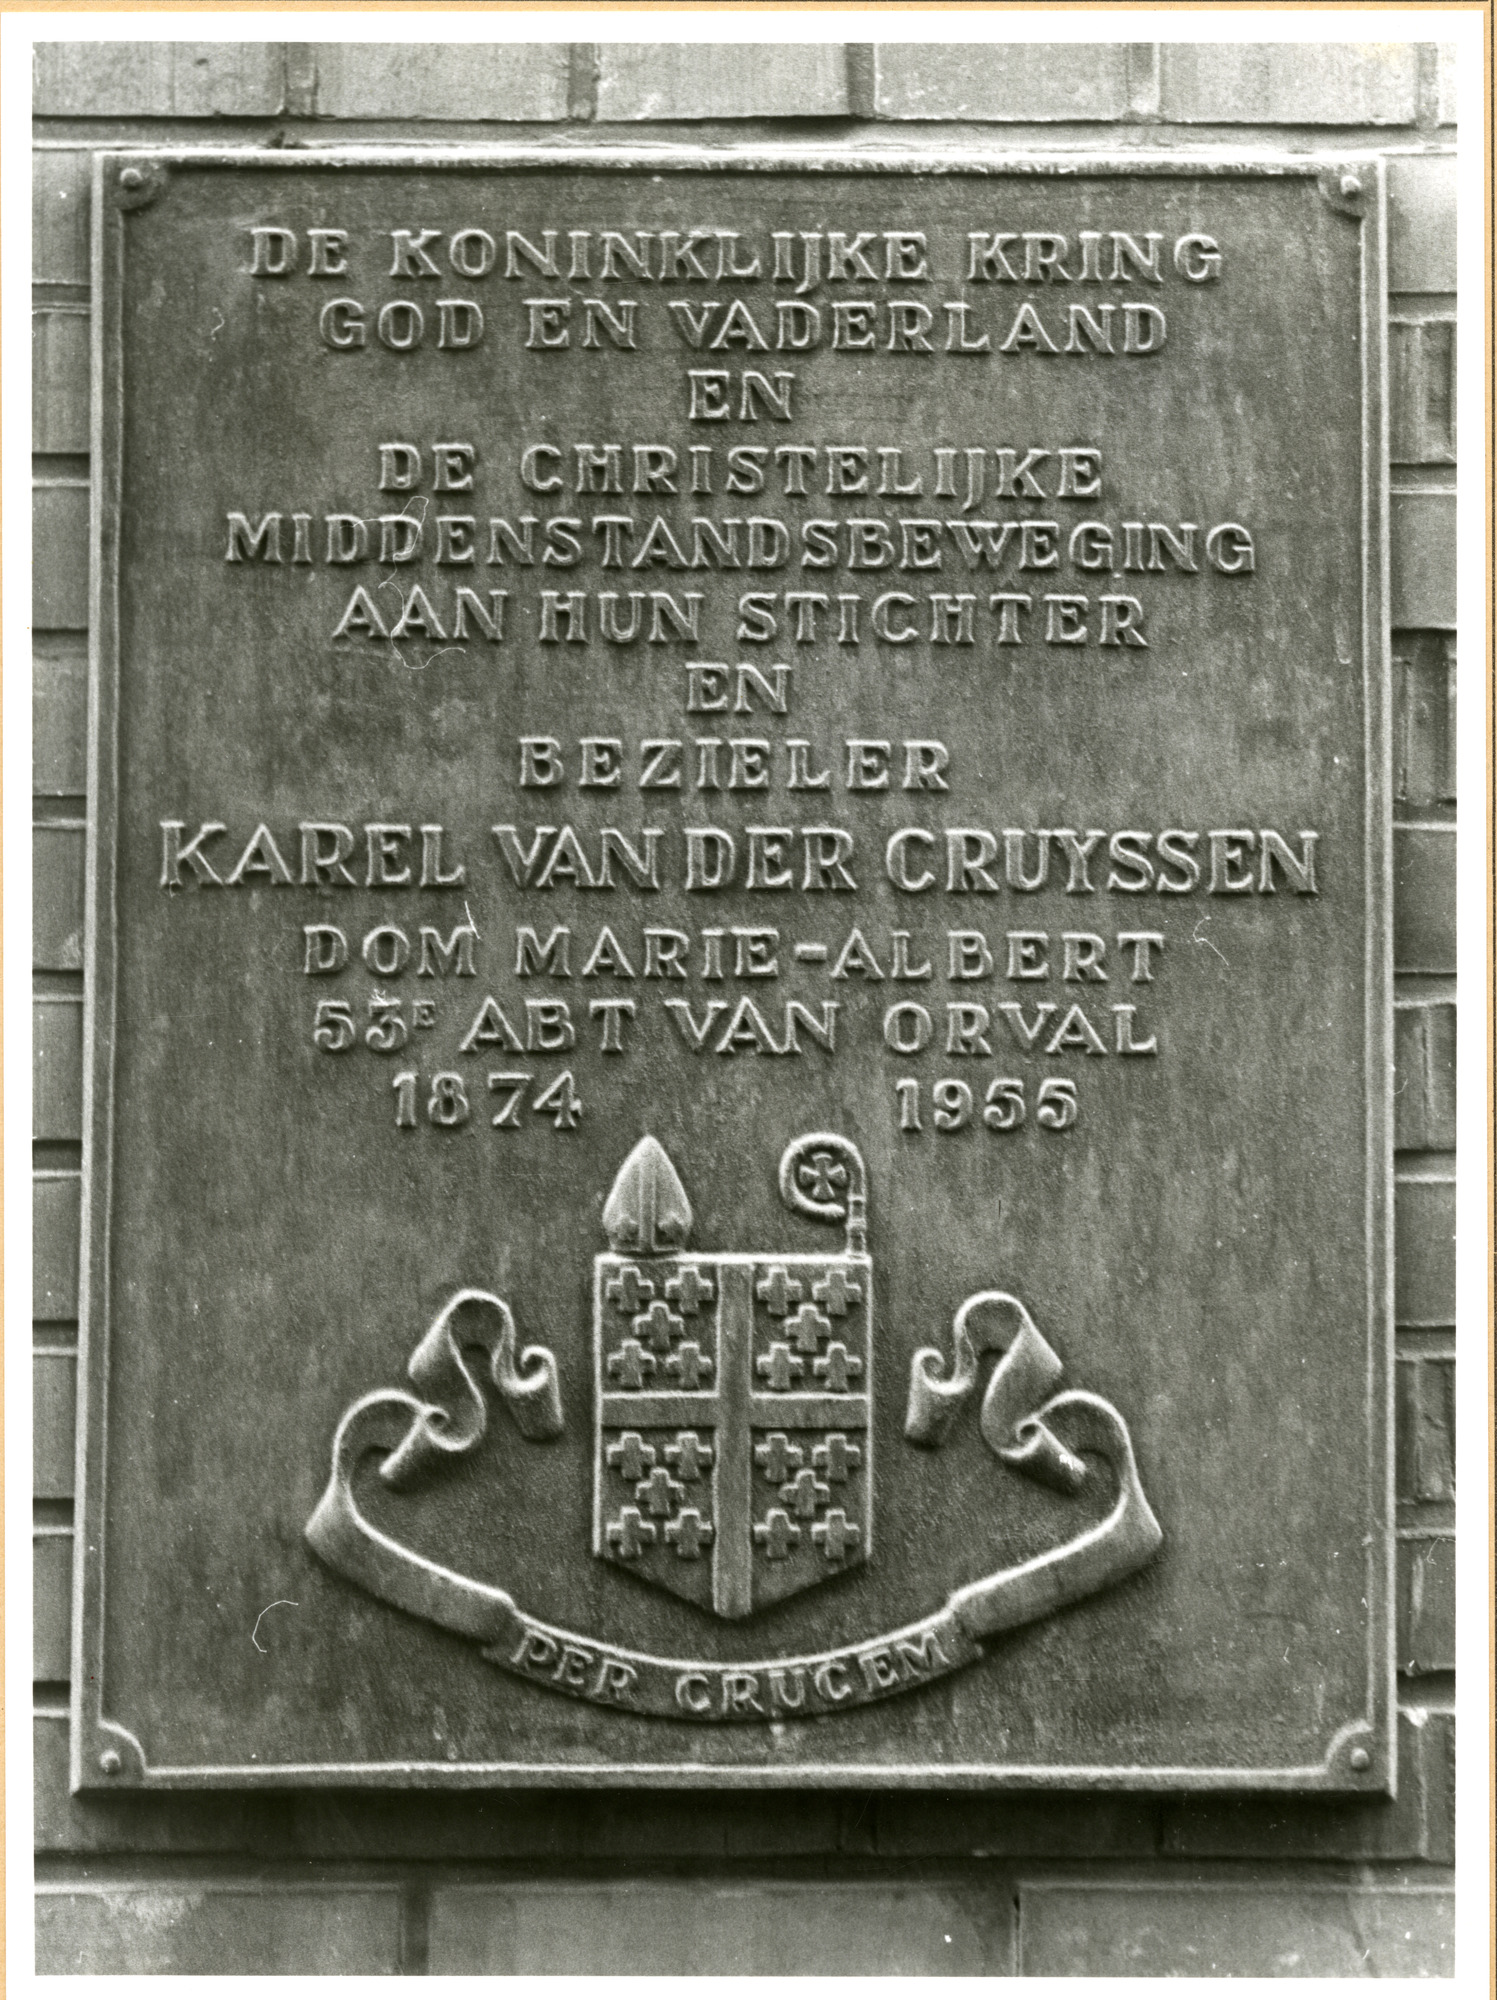 DE KONINKLIJKE KRING
GOD EN VADERLAND
EN
DE CHRISTELIJKE
MIDDENSTANDSBEWEGING
AAN HUN STICHTER
EN
BEZIELER
KAREL VAN DER CRUYSSEN
DOM MARIE-ALBERT
53E ABT VAN ORVAL
1874 1955
PER CRUCEM